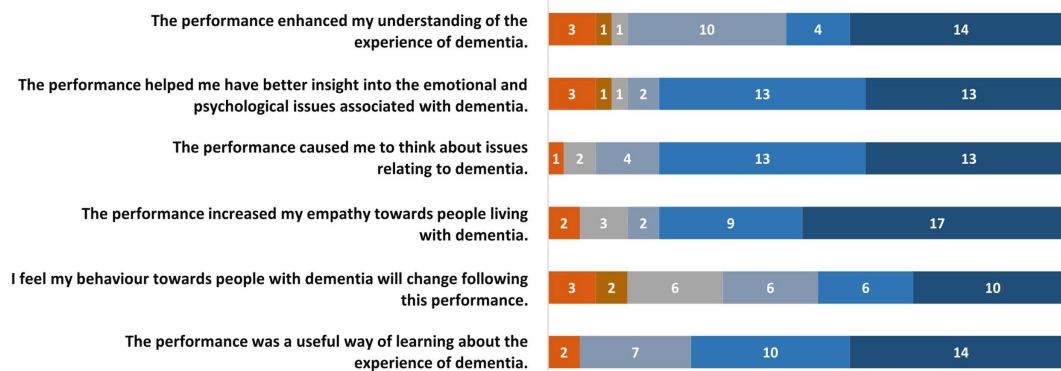 The performance enhanced my understanding of the
experience of dementia.
3 1 1 10 4 14
The performance helped me have better insight into the emotional and
psychological issues associated with dementia.
3 1 1 2 13 13
The performance caused me to think about issues
relating to dementia.
1 2 4 13 13
The performance increased my empathy towards people living
with dementia.
2 3 2 9 17
I feel my behaviour towards people with dementia will change following
this performance.
3 2 6 6 6 10
The performance was a useful way of learning about the
experience of dementia.
2 7 10 14